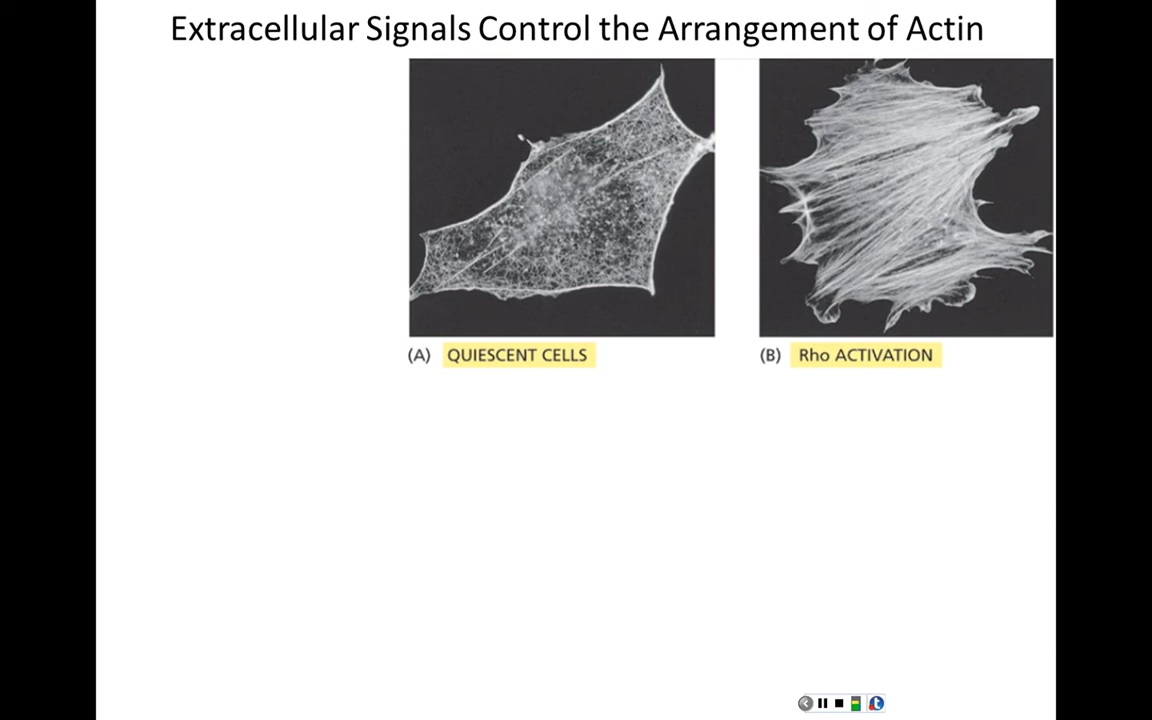 Extracellular Signals Control the Arrangement of Actin
(A) QUIESCENT CELLS
(B) Rho ACTIVATION